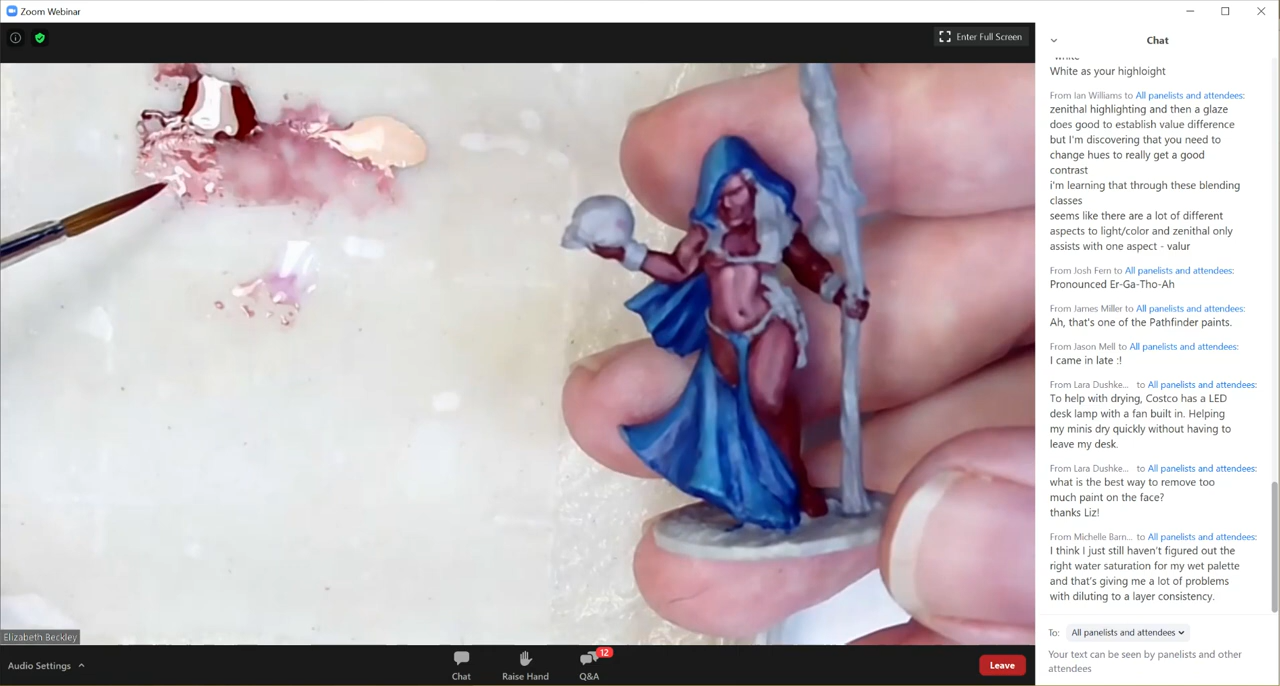 Zoom Webinar
Enter Full Screen
Chat
"white"
White as your highloight
From Ian Williams to All panelists and attendees:
zenithal highlighting and then a glaze
does good to establish value difference
but I'm discovering that you need to
change hues to really get a good
contrast
i'm learning that through these blending
classes
seems like there are a lot of different
aspects to light/color and zenithal only
assists with one aspect - valur
From Josh Fern to All panelists and attendees:
Pronounced Er-Ga-Tho-Ah
From James Miller to All panelists and attendees:
Ah, that's one of the Pathfinder paints.
From Jason Mell to All panelists and attendees:
I came in late :!
From Lara Dushke... to All panelists and attendees:
To help with drying, Costco has a LED
desk lamp with a fan built in. Helping
my minis dry quickly without having to
leave my desk.
From Lara Dushke... to All panelists and attendees:
what is the best way to remove too
much paint on the face?
thanks Liz!
From Michelle Barn... to All panelists and attendees:
I think I just still haven't figured out the
right water saturation for my wet palette
and that's giving me a lot of problems
with diluting to a layer consistency.
To: All panelists and attendees
Your text can be seen by panelists and other
attendees
Elizabeth Beckley
Audio Settings
Chat
Raise Hand
12
Q&A
Leave